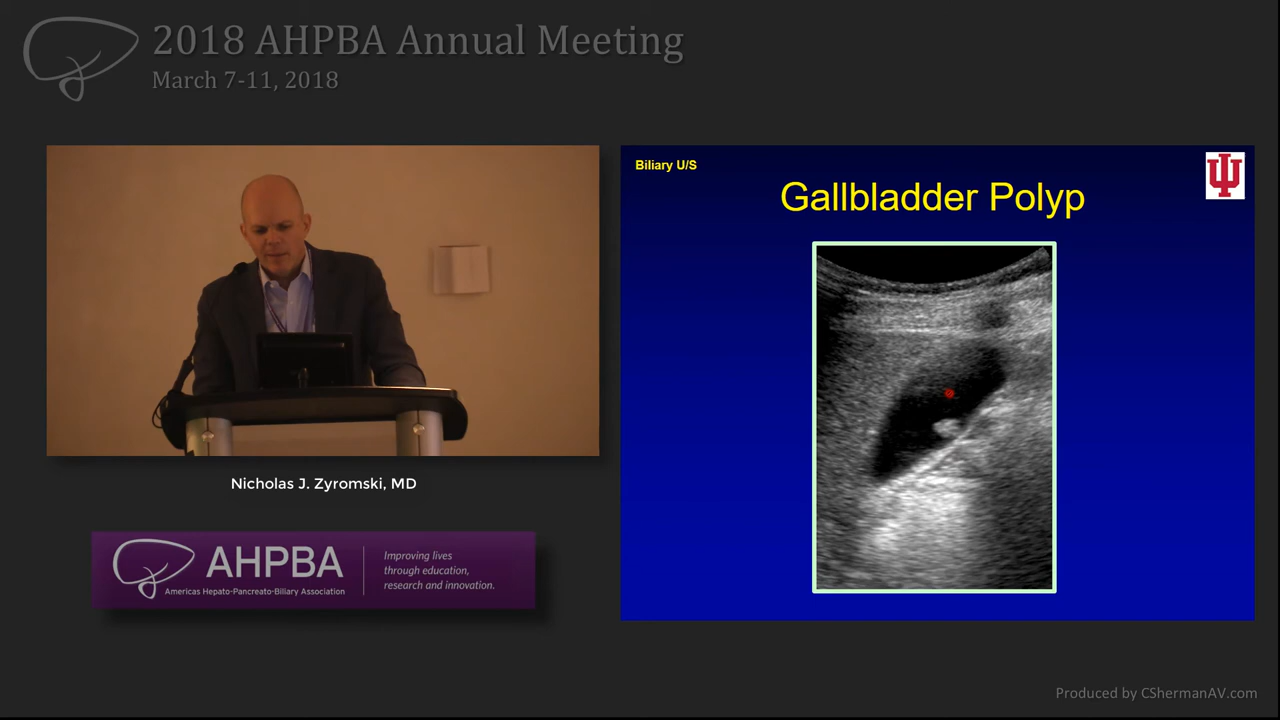 2018 AHPBA Annual Meeting
March 7-11, 2018
Biliary U/S
Gallbladder Polyp
Nicholas J. Zyromski, MD
AHPBA
Americas Hepato-Pancreato-Biliary Association
Improving lives
through education,
research and innovation.
Produced by CShermanAV.com